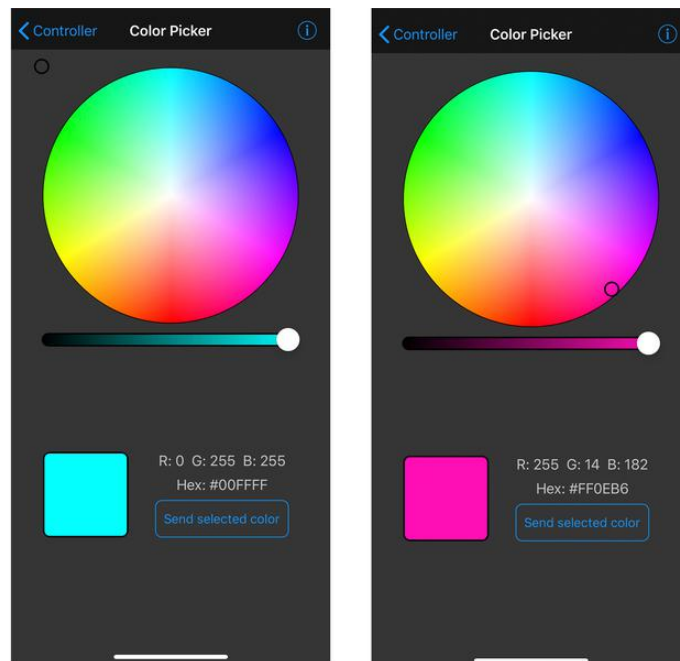 Controller
Color Picker
R: 0 G: 255 B: 255
Hex: #00FFFF
Send selected color
Controller
Color Picker
R: 255 G: 14 B: 182
Hex: #FF0EB6
Send selected color